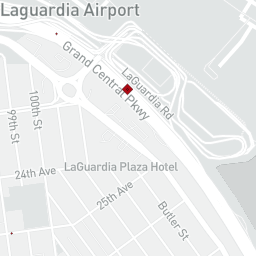 Laguardia Airport
Grand Central Pkwy
LaGuardia Rd
100th St
99th St
LaGuardia Plaza Hotel
24th Ave
25th Ave
Butler St